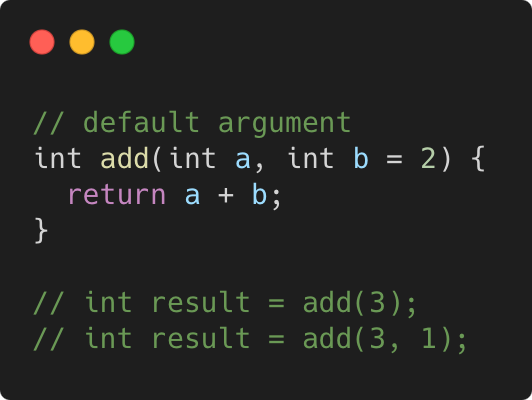 // default argument
int add(int a, int b = 2) {
  return a + b;
}

// int result = add(3);
// int result = add(3, 1);